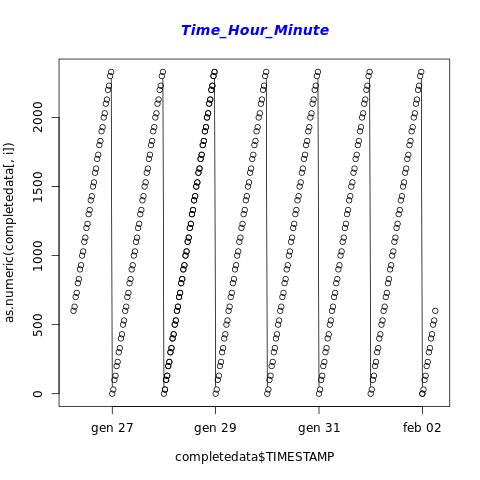 Time_Hour_Minute
as.numeric(completedata[, i])
2000
1500
1000
500
0
gen 27 gen 29 gen 31 feb 02
completedata$TIMESTAMP